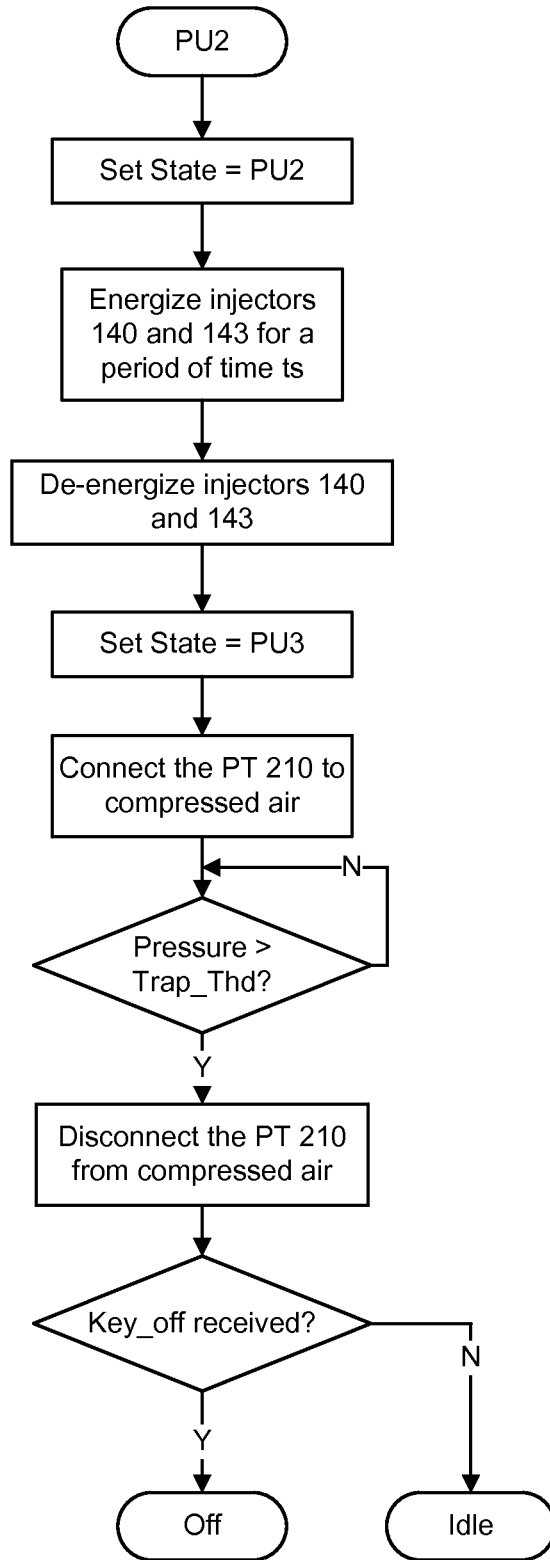 PU2
Set State = PU2
Energize injectors
140 and 143 for a
period of time ts
De-energize injectors 140
and 143
Set State = PU3
Connect the PT 210 to
compressed air
N
Pressure >
Trap_Thd?
Y
Disconnect the PT 210
from compressed air
Key_off received?
N
Y
Off
Idle